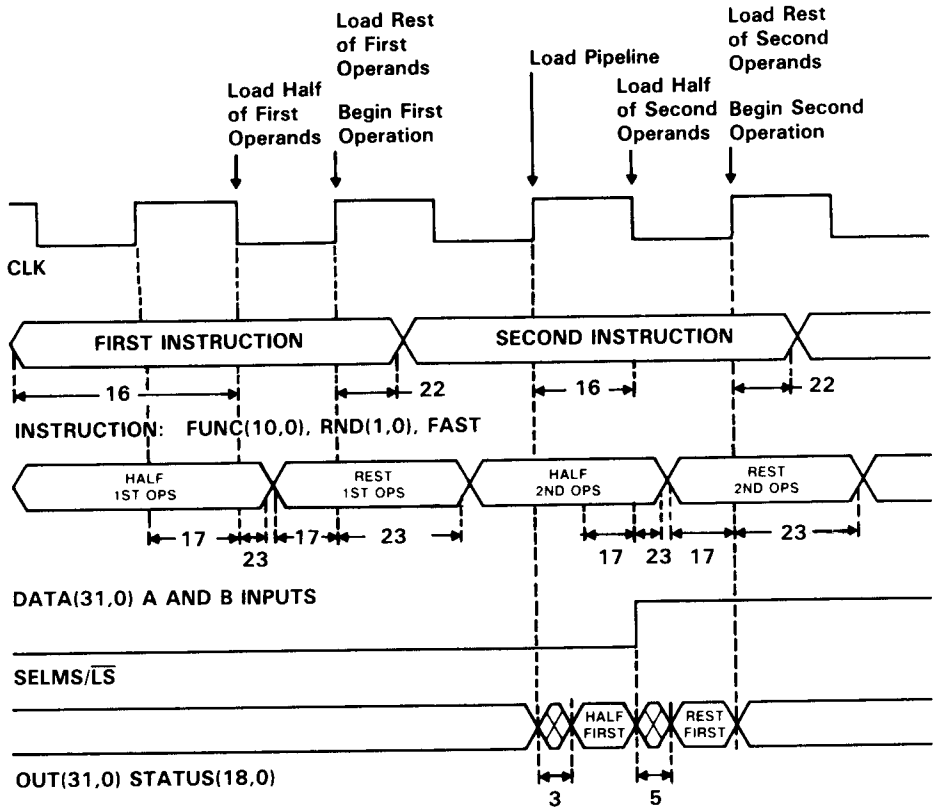 Load Rest
of First
Operands
Load Rest
of Second
Operands
Load Pipeline
Load Half
of First
Operands
Begin First
Operation
Load Half
of Second
Operands
Begin Second
Operation
CLK
FIRST INSTRUCTION
SECOND INSTRUCTION
16
22
16
22
INSTRUCTION: FUNC(10,0), RND(1,0), FAST
HALF
1ST OPS
REST
1ST OPS
HALF
2ND OPS
REST
2ND OPS
17
23
17
23
17
23
17
23
DATA(31,0) A AND B INPUTS
SELMS/L̅S̅
HALF
FIRST
REST
FIRST
OUT(31,0) STATUS(18,0)
3
5